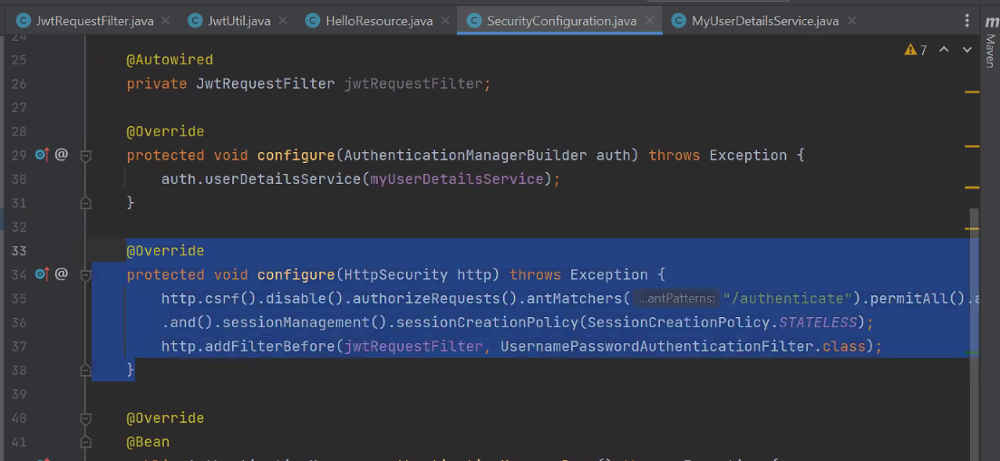 JwtRequestFilter.java JwtUtil.java HelloResource.java SecurityConfiguration.java MyUserDetailsService.java
Maven
7
24
25 @Autowired
26 private JwtRequestFilter jwtRequestFilter;
27
28 @Override
29 protected void configure(AuthenticationManagerBuilder auth) throws Exception {
30 auth.userDetailsService(myUserDetailsService);
31 }
32
33 @Override
34 protected void configure(HttpSecurity http) throws Exception {
35 http.csrf().disable().authorizeRequests().antMatchers( ...antPatterns: "/authenticate").permitAll().a
36 .and().sessionManagement().sessionCreationPolicy(SessionCreationPolicy.STATELESS);
37 http.addFilterBefore(jwtRequestFilter, UsernamePasswordAuthenticationFilter.class);
38 }
39
40 @Override
41 @Bean